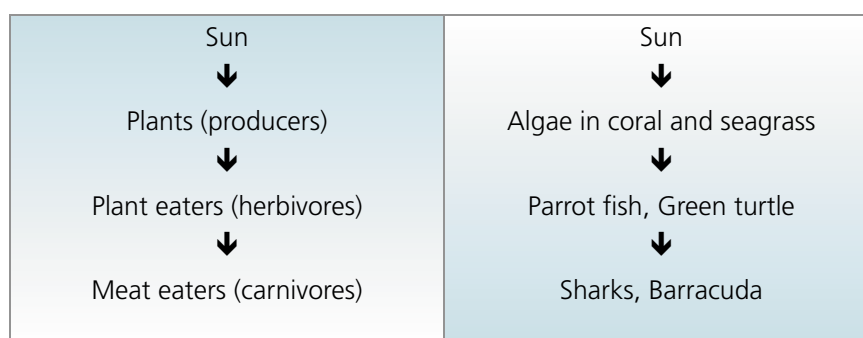 Sun
🡻
Plants (producers)
🡻
Plant eaters (herbivores)
🡻
Meat eaters (carnivores)
Sun
🡻
Algae in coral and seagrass
🡻
Parrot fish, Green turtle
🡻
Sharks, Barracuda